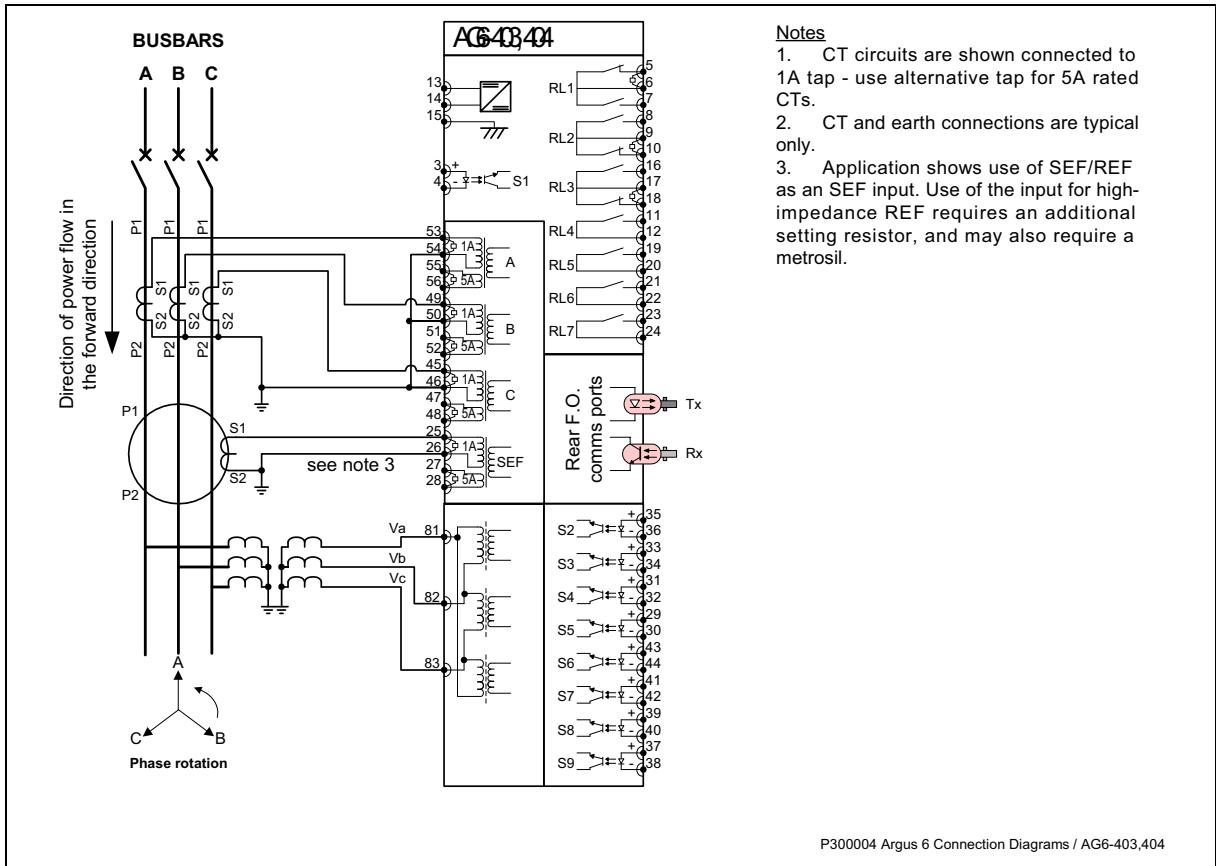 BUSBARS
A B C
P1 P1 P1
S1 S1 S1
S2 S2 S2
P2 P2 P2
Direction of power flow in
the forward direction
P1
S1
S2
P2
see note 3
Va
Vb
Vc
A
C B
Phase rotation
AG6-403,404
13
14
15
3 +
4 - S1
53
54 1A
A
55
56 5A
49
50 1A
B
51
52 5A
45
46 1A
C
47
48 5A
25
26 1A
SEF
27
28 5A
81
82
83
5
RL1 6
7
8
RL2 9
10
16
RL3 17
18
11
RL4 12
19
RL5 20
21
RL6 22
23
RL7 24
Rear F.O.
comms ports
Tx
Rx
+ 35
S2 - 36
+ 33
S3 - 34
+ 31
S4 - 32
+ 29
S5 - 30
+ 43
S6 - 44
+ 41
S7 - 42
+ 39
S8 - 40
+ 37
S9 - 38
Notes
1. CT circuits are shown connected to
1A tap - use alternative tap for 5A rated
CTs.
2. CT and earth connections are typical
only.
3. Application shows use of SEF/REF
as an SEF input. Use of the input for high-
impedance REF requires an additional
setting resistor, and may also require a
metrosil.
P300004 Argus 6 Connection Diagrams / AG6-403,404